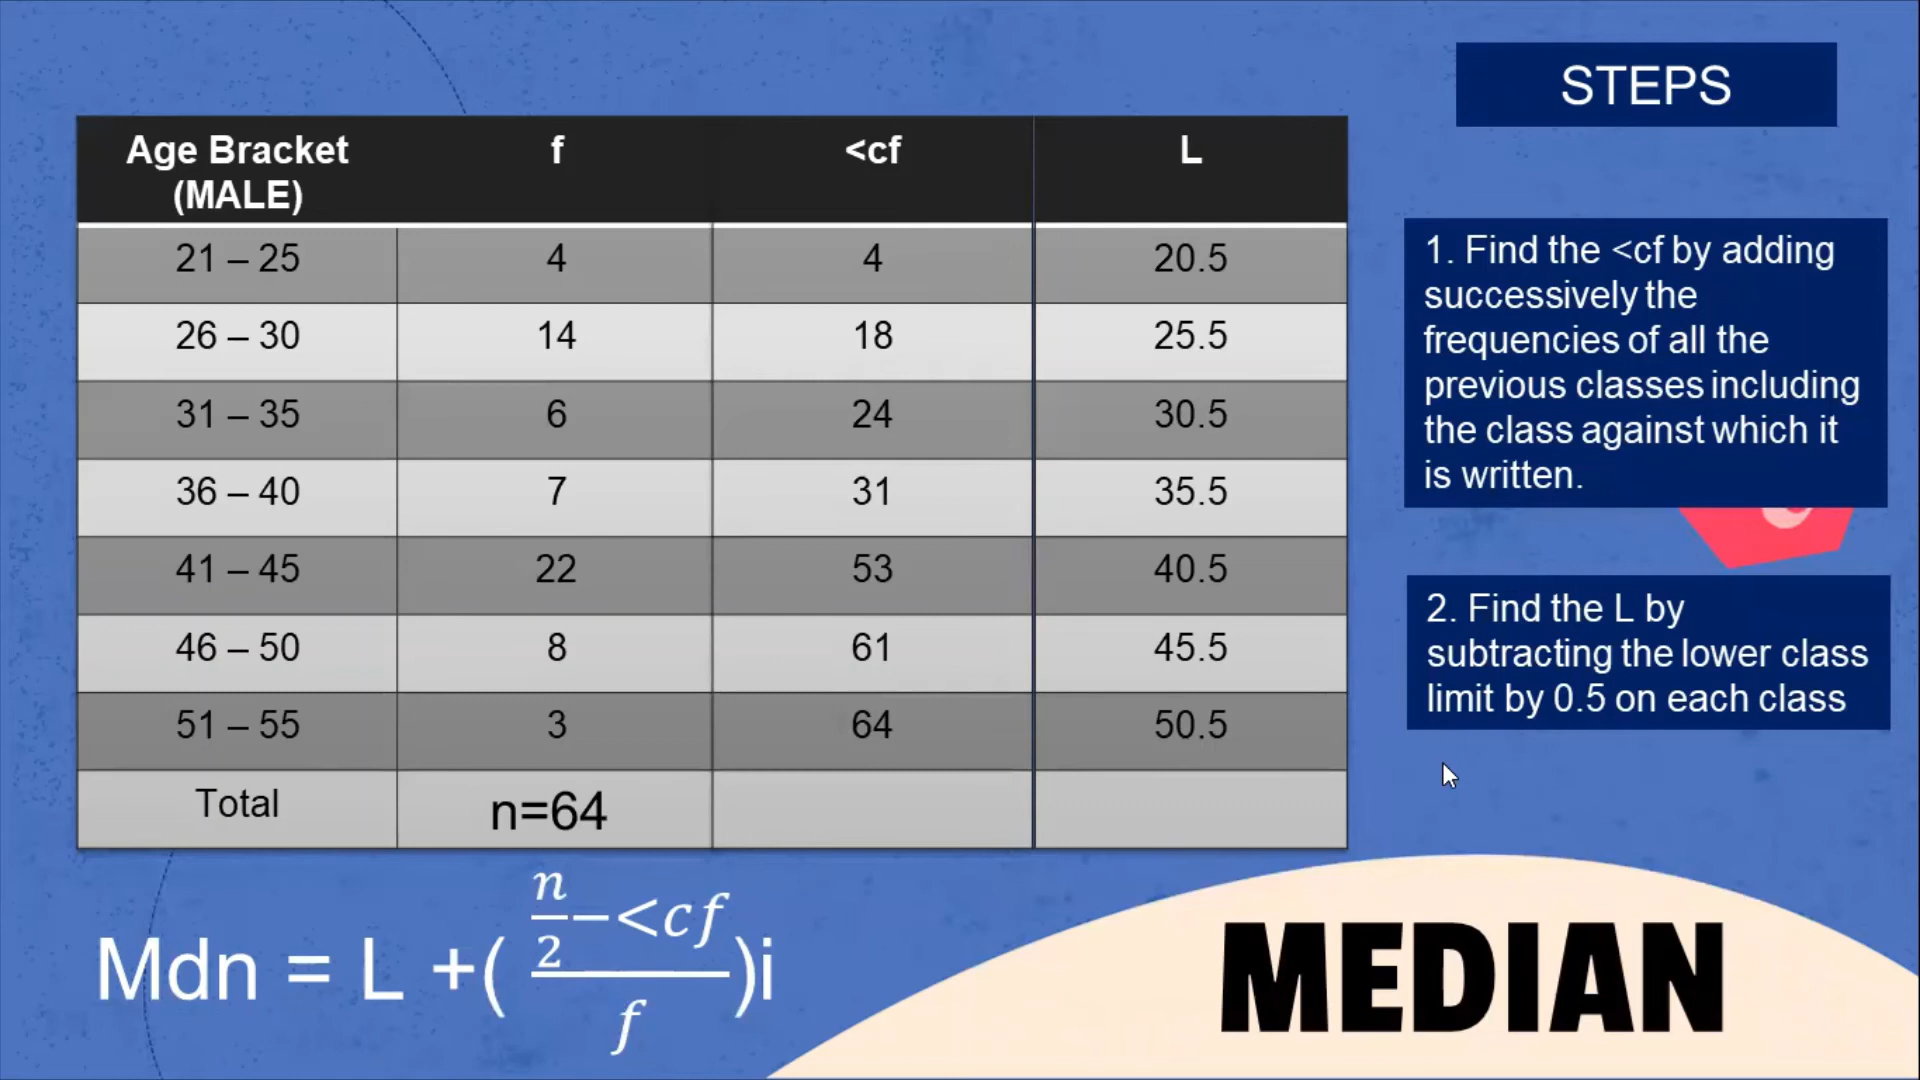 STEPS
Age Bracket (MALE) f <cf L
21 – 25 4 4 20.5
26 – 30 14 18 25.5
31 – 35 6 24 30.5
36 – 40 7 31 35.5
41 – 45 22 53 40.5
46 – 50 8 61 45.5
51 – 55 3 64 50.5
Total n=64
1. Find the <cf by adding
successively the
frequencies of all the
previous classes including
the class against which it
is written.
2. Find the L by
subtracting the lower class
limit by 0.5 on each class
Mdn = L +( (n/2 – <cf) / f )i
MEDIAN